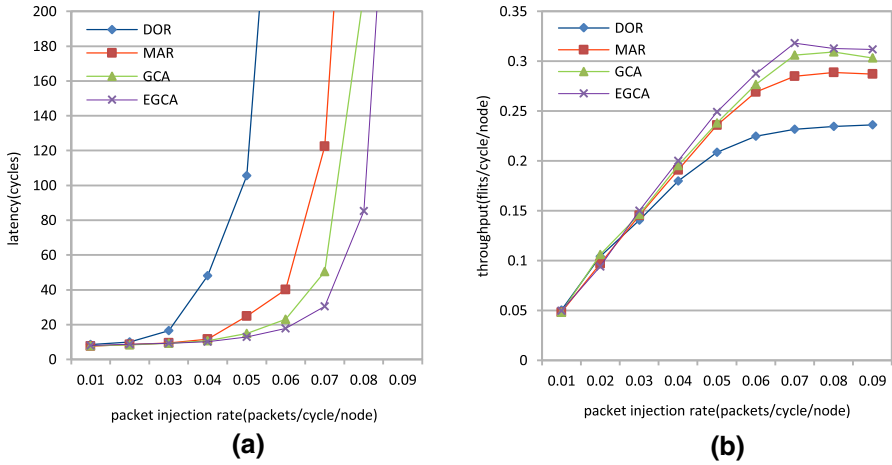 200
180
160
140
120
100
80
60
40
20
0
latency(cycles)
DOR
MAR
GCA
EGCA
0.01 0.02 0.03 0.04 0.05 0.06 0.07 0.08 0.09
packet injection rate(packets/cycle/node)
(a)
0.35
0.3
0.25
0.2
0.15
0.1
0.05
0
throughput(flits/cycle/node)
DOR
MAR
GCA
EGCA
0.01 0.02 0.03 0.04 0.05 0.06 0.07 0.08 0.09
packet injection rate(packets/cycle/node)
(b)